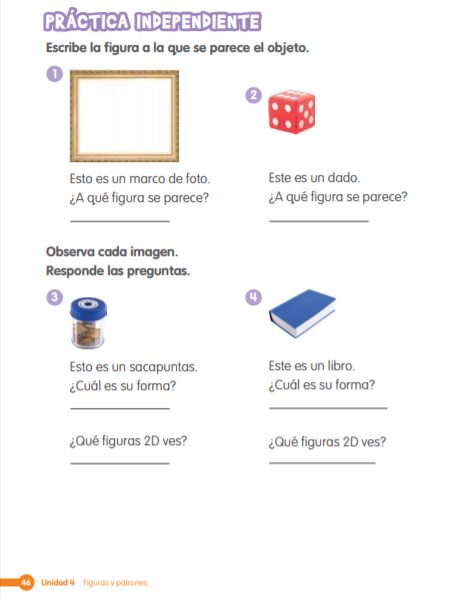 PRÁCTICA INDEPENDIENTE
Escribe la figura a la que se parece el objeto.
1
Esto es un marco de foto.
¿A qué figura se parece?
2
Este es un dado.
¿A qué figura se parece?
Observa cada imagen.
Responde las preguntas.
3
Esto es un sacapuntas.
¿Cuál es su forma?
¿Qué figuras 2D ves?
4
Este es un libro.
¿Cuál es su forma?
¿Qué figuras 2D ves?
46 Unidad 4 Figuras y patrones